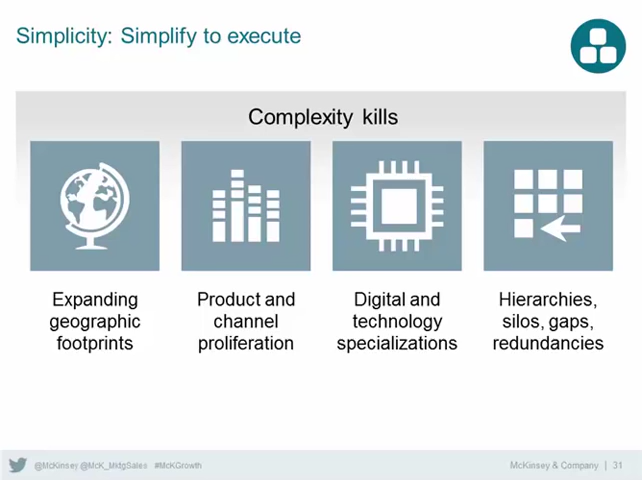 Simplicity: Simplify to execute
Complexity kills
Expanding
geographic
footprints
Product and
channel
proliferation
Digital and
technology
specializations
Hierarchies,
silos, gaps,
redundancies
@McKinsey @McK_MktgSales #McKGrowth
McKinsey & Company | 31